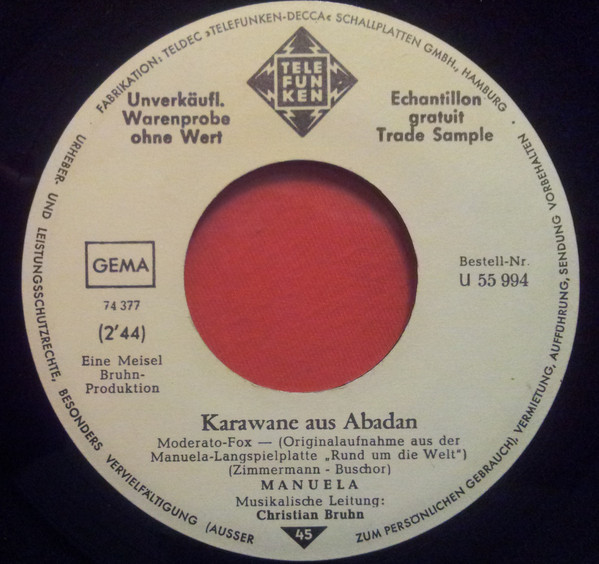 FABRIKATION: TELDEC »TELEFUNKEN-DECCA« SCHALLPLATTEN GMBH., HAMBURG
URHEBER- UND LEISTUNGSSCHUTZRECHTE, BESONDERS VERVIELFÄLTIGUNG (AUSSER ZUM PERSÖNLICHEN GEBRAUCH), VERMIETUNG, AUFFÜHRUNG, SENDUNG VORBEHALTEN
TELE
FUN
KEN
Unverkäufl.
Warenprobe
ohne Wert
Echantillon
gratuit
Trade Sample
GEMA
74 377
(2'44)
Eine Meisel
Bruhn-
Produktion
Bestell-Nr.
U 55 994
Karawane aus Abadan
Moderato-Fox — (Originalaufnahme aus der
Manuela-Langspielplatte „Rund um die Welt")
(Zimmermann - Buschor)
MANUELA
Musikalische Leitung:
Christian Bruhn
45